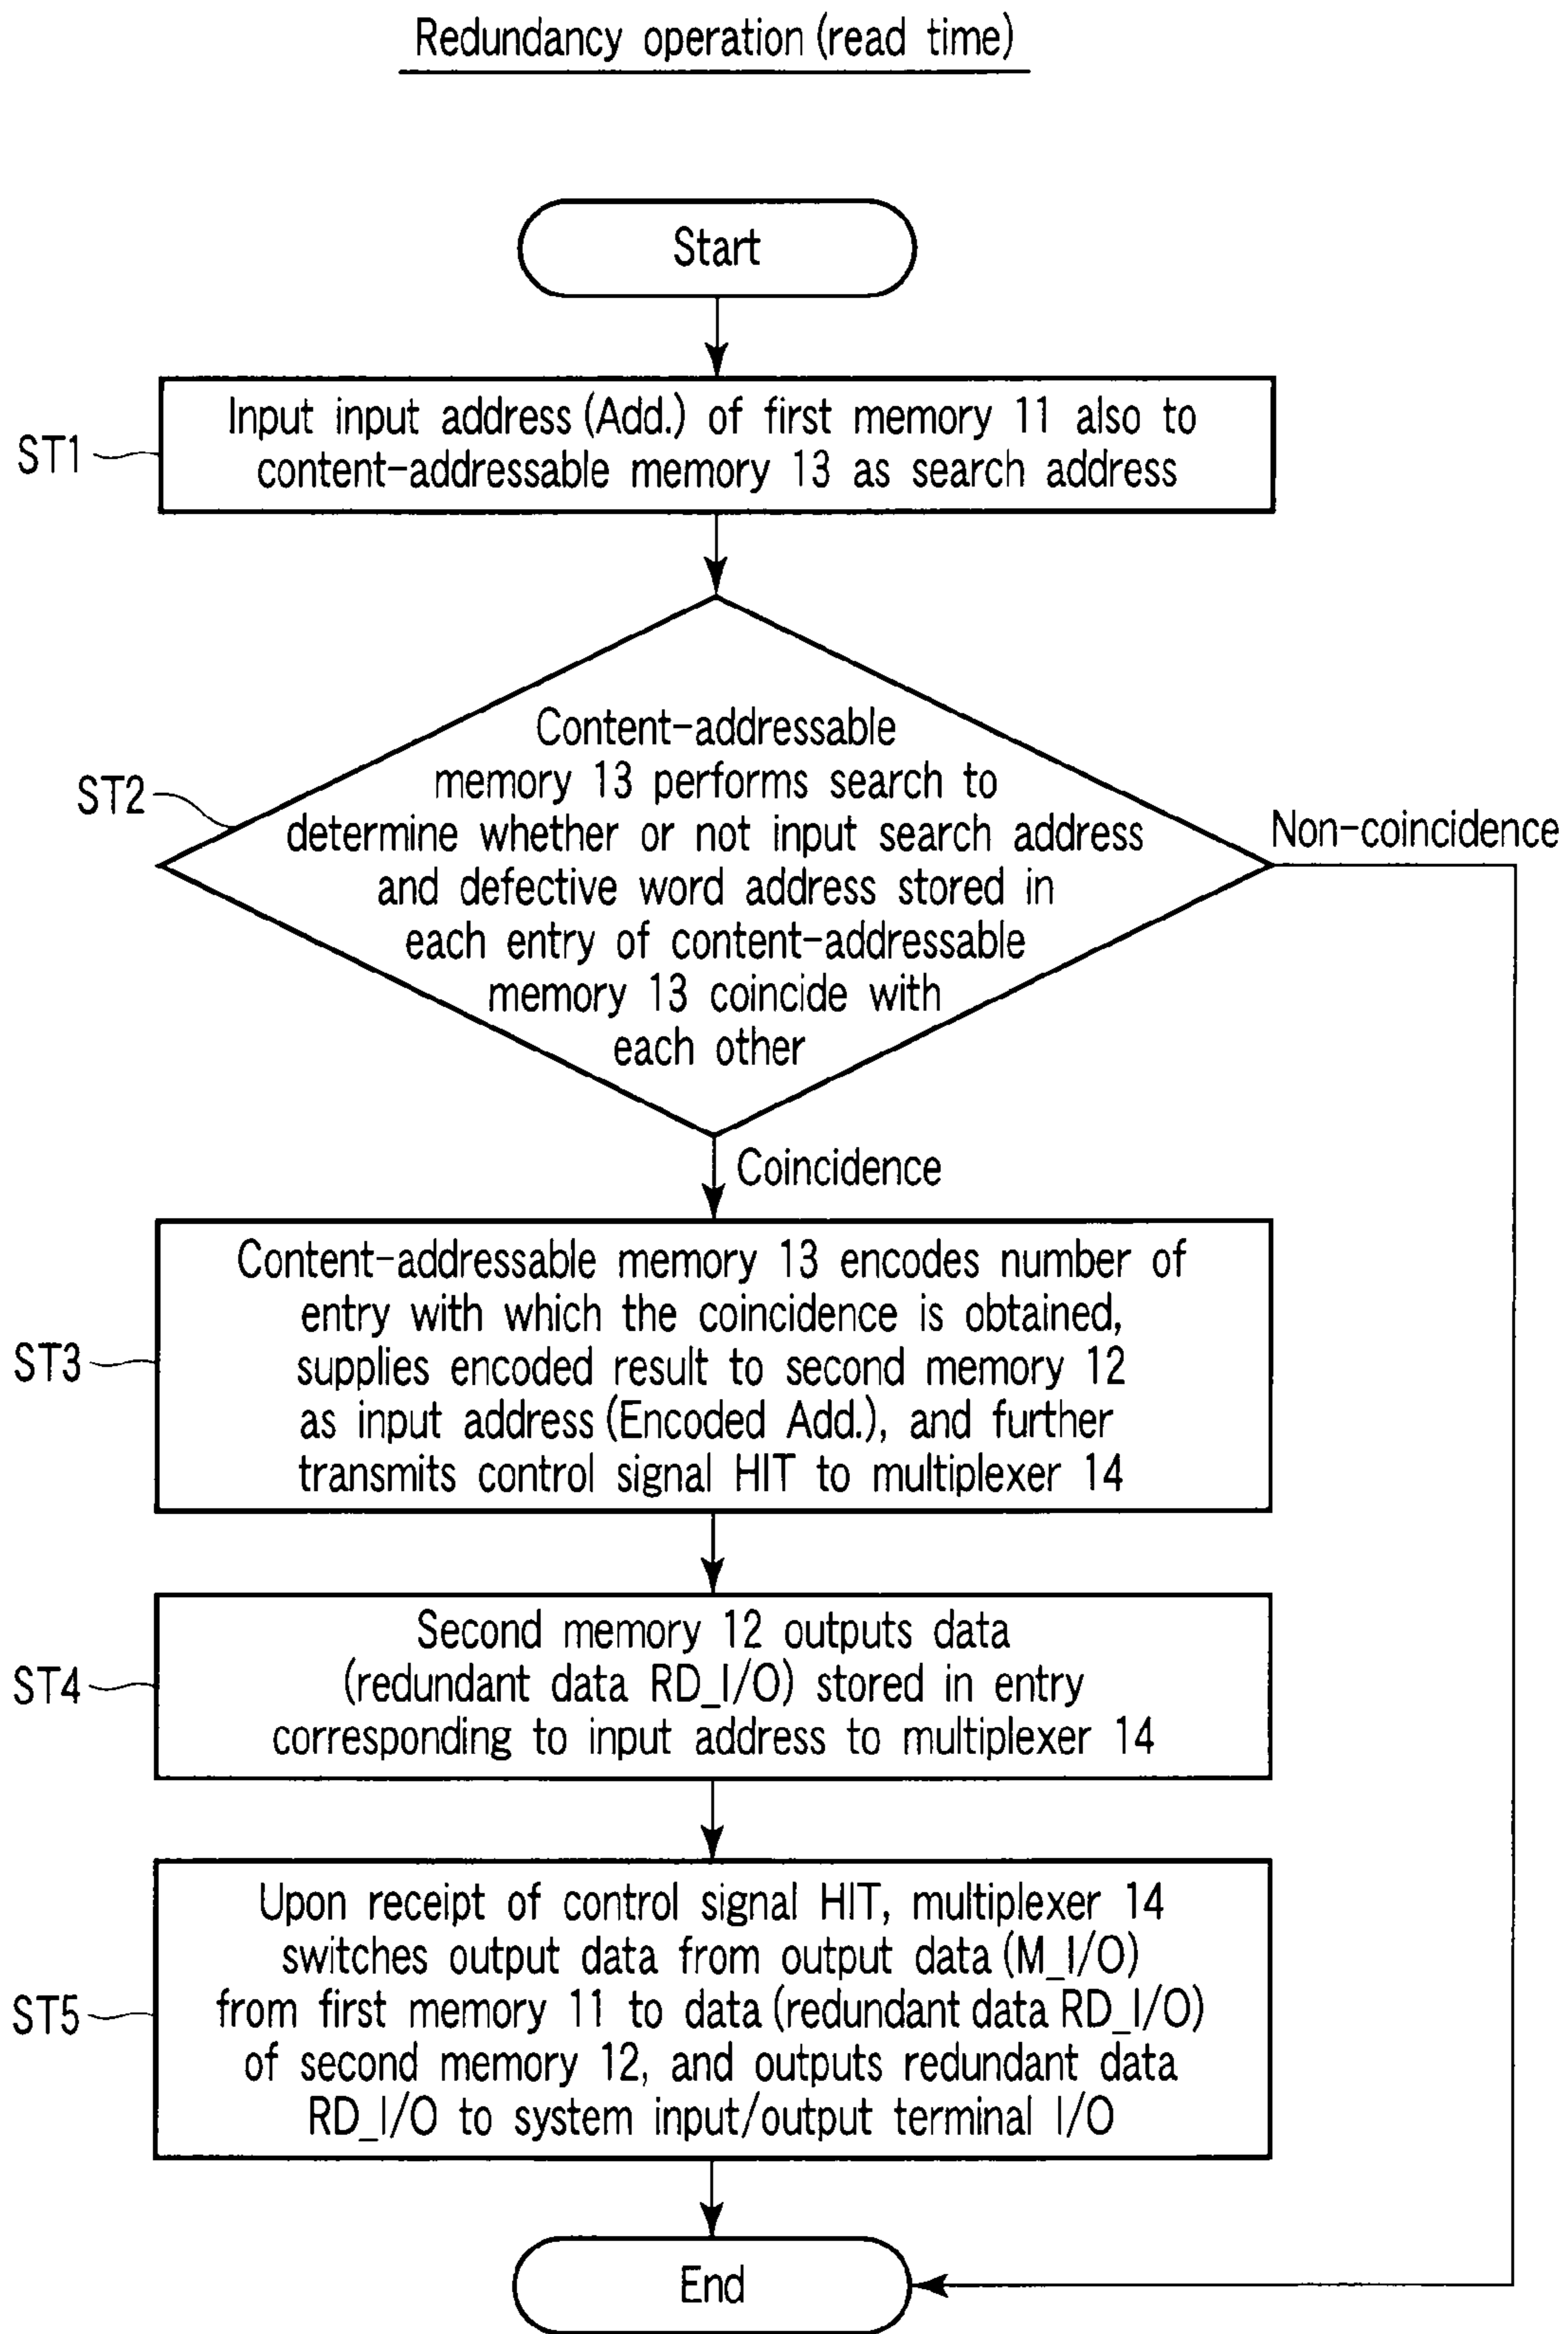 Redundancy operation (read time)
Start
ST1
Input input address (Add.) of first memory 11 also to
content-addressable memory 13 as search address
ST2
Content-addressable
memory 13 performs search to
determine whether or not input search address
and defective word address stored in
each entry of content-addressable
memory 13 coincide with
each other
Non-coincidence
Coincidence
ST3
Content-addressable memory 13 encodes number of
entry with which the coincidence is obtained,
supplies encoded result to second memory 12
as input address (Encoded Add.), and further
transmits control signal HIT to multiplexer 14
ST4
Second memory 12 outputs data
(redundant data RD_I/O) stored in entry
corresponding to input address to multiplexer 14
ST5
Upon receipt of control signal HIT, multiplexer 14
switches output data from output data (M_I/O)
from first memory 11 to data (redundant data RD_I/O)
of second memory 12, and outputs redundant data
RD_I/O to system input/output terminal I/O
End